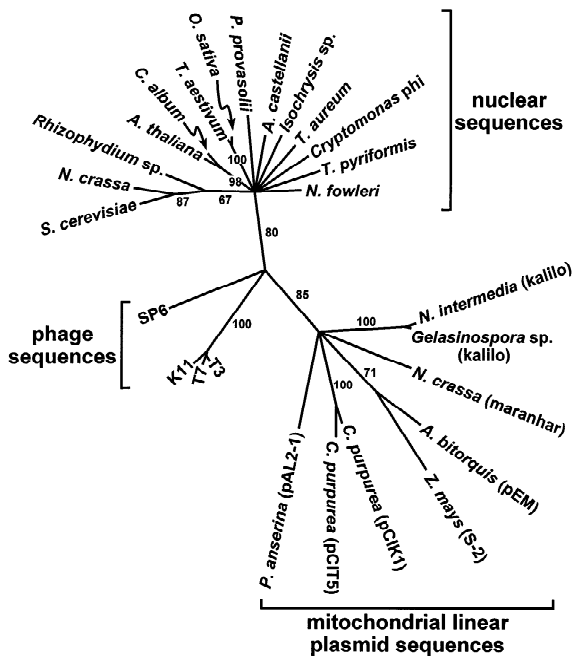 O. sativa
P. provasolii
T. aestivum
C. album
A. thaliana
A. castellanii
Isochrysis sp.
T. aureum
Cryptomonas phi
T. pyriformis
N. fowleri
nuclear
sequences
Rhizophydium sp.
N. crassa
S. cerevisiae
100
98
87
67
80
SP6
100
K11
T7
T3
phage
sequences
85
100
N. intermedia (kalilo)
Gelasinospora sp.
(kalilo)
N. crassa (maranhar)
71
100
A. bitorquis (pEM)
Z. mays (S-2)
C. purpurea (pClK1)
C. purpurea (pClT5)
P. anserina (pAL2-1)
mitochondrial linear
plasmid sequences